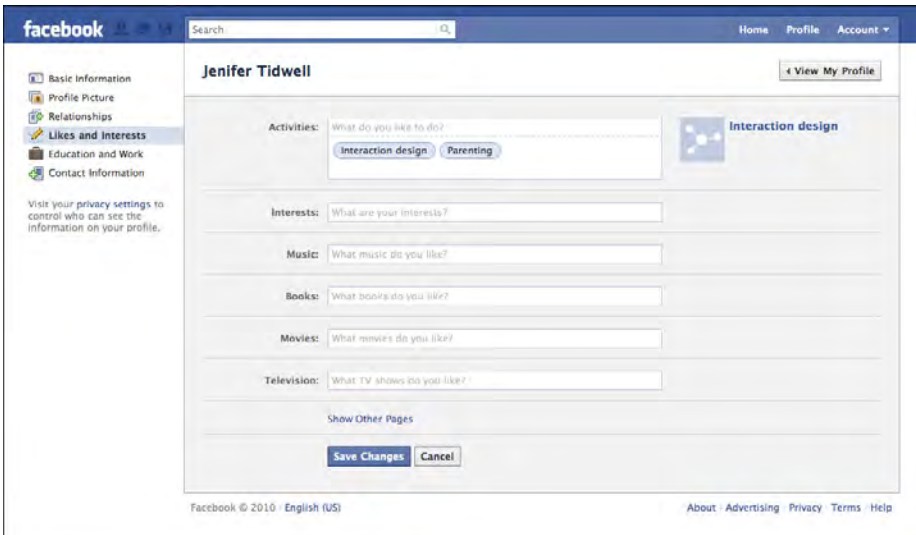 facebook
Search
Home Profile Account
Basic Information
Profile Picture
Relationships
Likes and Interests
Education and Work
Contact Information
Visit your privacy settings to
control who can see the
information on your profile.
Jenifer Tidwell
View My Profile
Activities: What do you like to do?
Interaction design Parenting
Interaction design
Interests: What are your interests?
Music: What music do you like?
Books: What books do you like?
Movies: What movies do you like?
Television: What TV shows do you like?
Show Other Pages
Save Changes Cancel
Facebook © 2010 · English (US)
About · Advertising · Privacy · Terms · Help